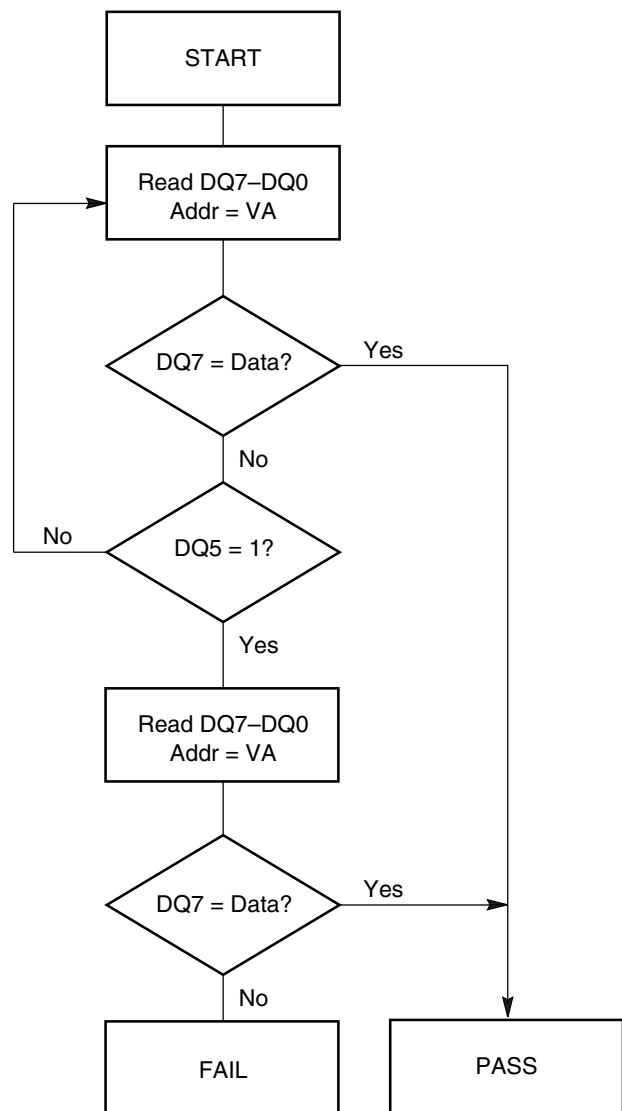 START
Read DQ7–DQ0
Addr = VA
DQ7 = Data?
Yes
No
No
DQ5 = 1?
Yes
Read DQ7–DQ0
Addr = VA
DQ7 = Data?
Yes
No
FAIL
PASS